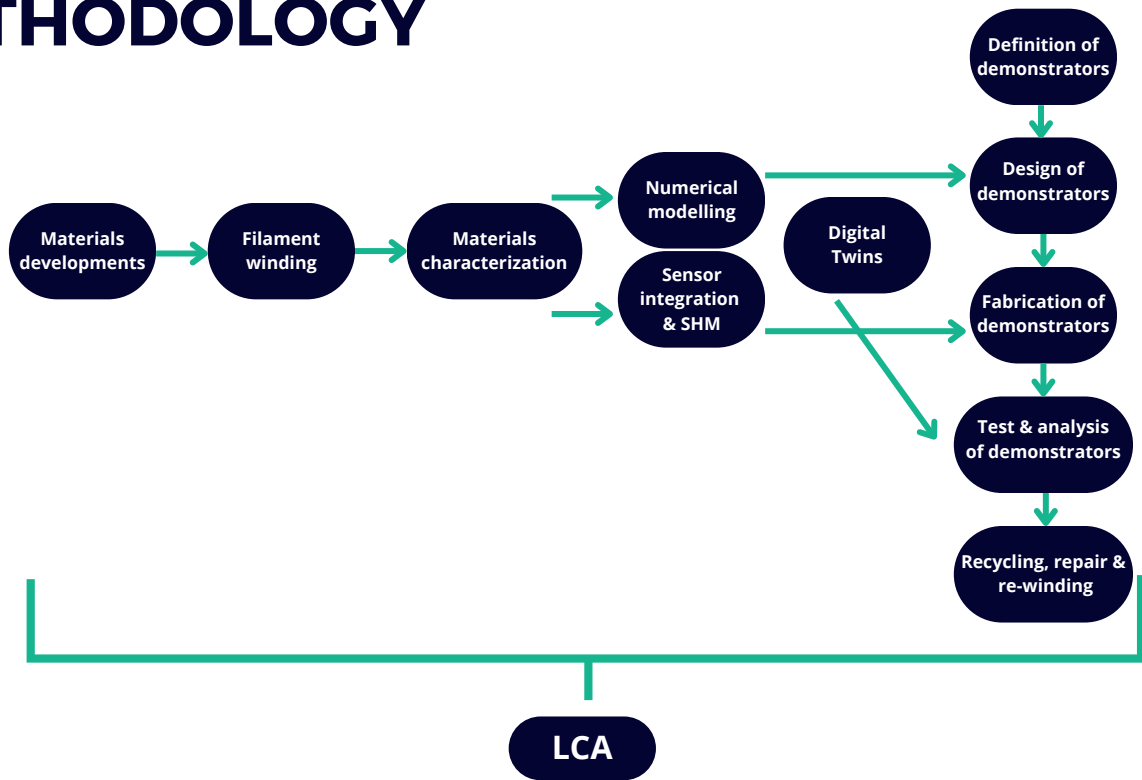 THODOLOGY
Definition of
demonstrators
Design of
demonstrators
Numerical
modelling
Materials
developments
Filament
winding
Materials
characterization
Digital
Twins
Sensor
integration
& SHM
Fabrication of
demonstrators
Test & analysis
of demonstrators
Recycling, repair &
re-winding
LCA